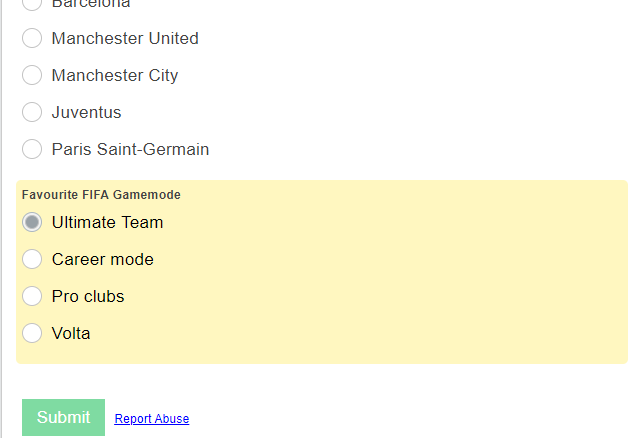 Barcelona
Manchester United
Manchester City
Juventus
Paris Saint-Germain
Favourite FIFA Gamemode
Ultimate Team
Career mode
Pro clubs
Volta
Submit Report Abuse